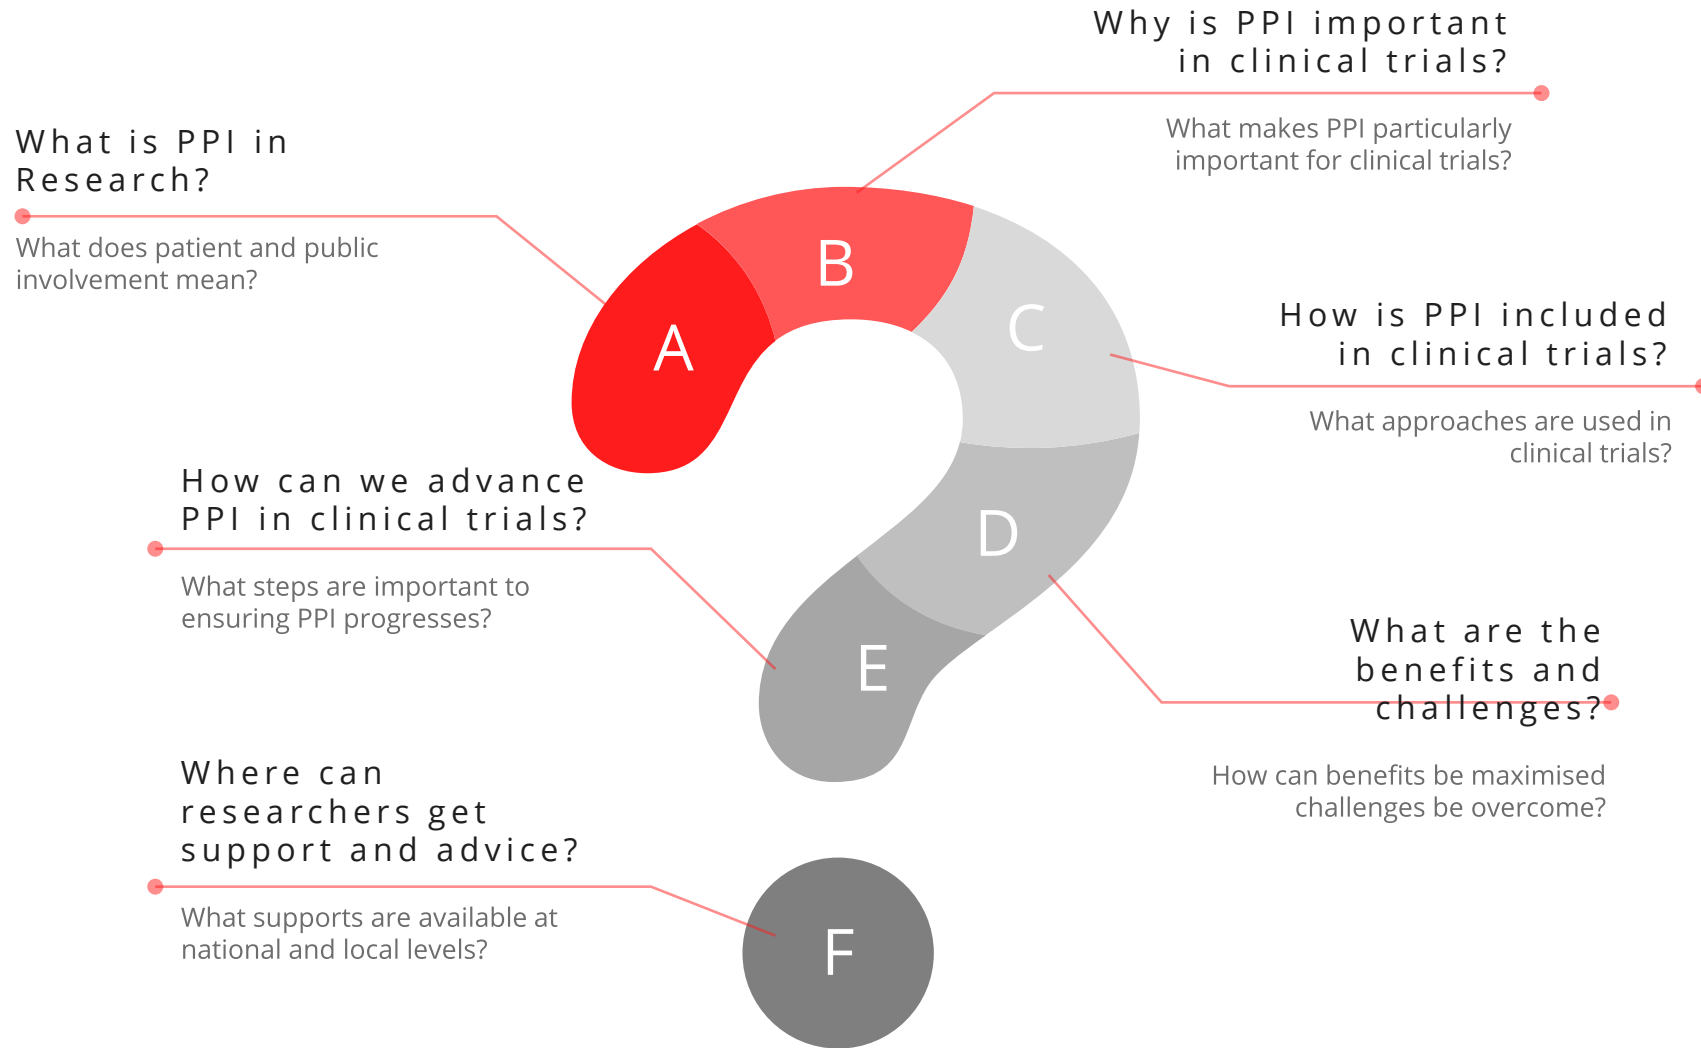 What is PPI in
Research?
What does patient and public
involvement mean?
A
Why is PPI important
in clinical trials?
What makes PPI particularly
important for clinical trials?
B
How is PPI included
in clinical trials?
What approaches are used in
clinical trials?
C
What are the
benefits and
challenges?
How can benefits be maximised
challenges be overcome?
D
How can we advance
PPI in clinical trials?
What steps are important to
ensuring PPI progresses?
E
Where can
researchers get
support and advice?
What supports are available at
national and local levels?
F